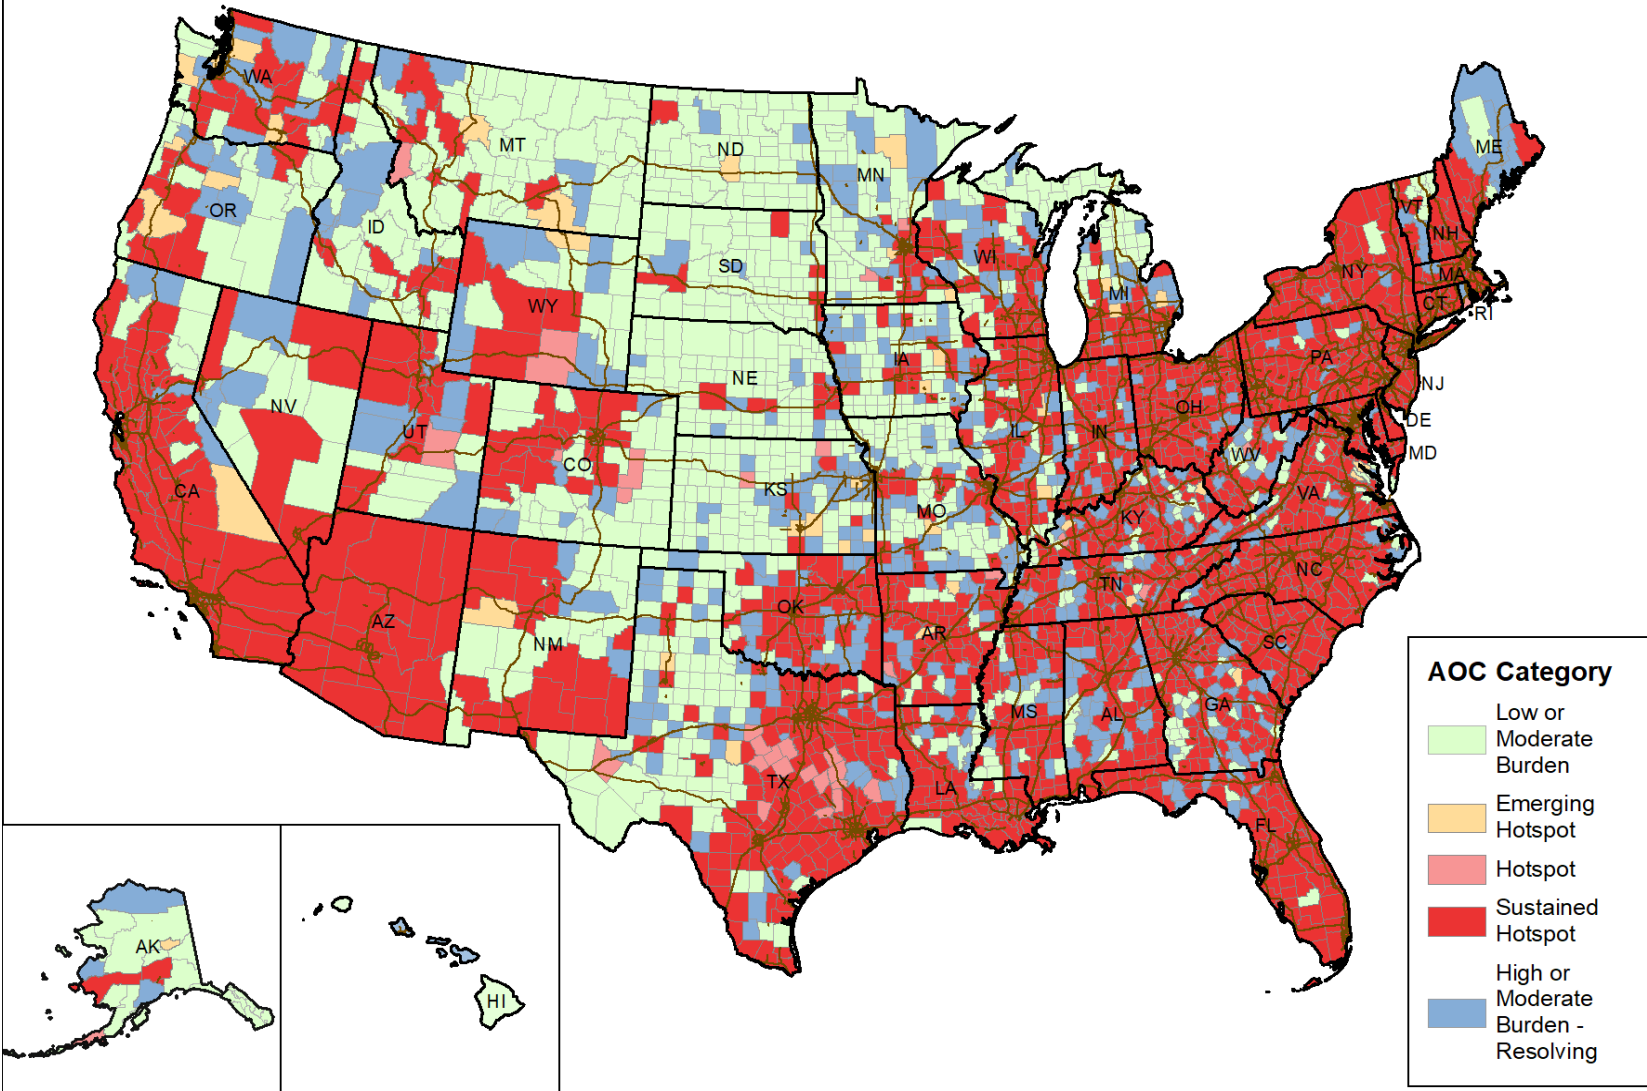 WA
MT
ND
MN
ME
OR
ID
SD
WI
VT
NH
NY
MA
CT
RI
WY
MI
IA
PA
NE
NJ
NV
UT
CO
IL
IN
OH
DE
WV
MD
CA
KS
MO
VA
KY
NC
AZ
NM
OK
TN
AR
SC
MS
AL
GA
TX
LA
FL
AK
HI
AOC Category
Low or
Moderate
Burden
Emerging
Hotspot
Hotspot
Sustained
Hotspot
High or
Moderate
Burden -
Resolving